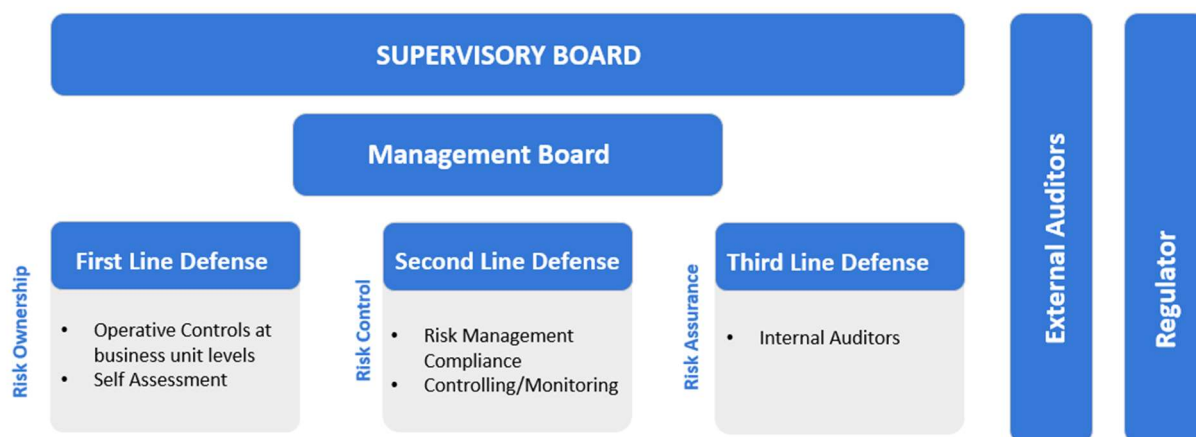 SUPERVISORY BOARD
Management Board
Risk Ownership
First Line Defense
• Operative Controls at
business unit levels
• Self Assessment
Risk Control
Second Line Defense
• Risk Management
Compliance
• Controlling/Monitoring
Risk Assurance
Third Line Defense
• Internal Auditors
External Auditors
Regulator